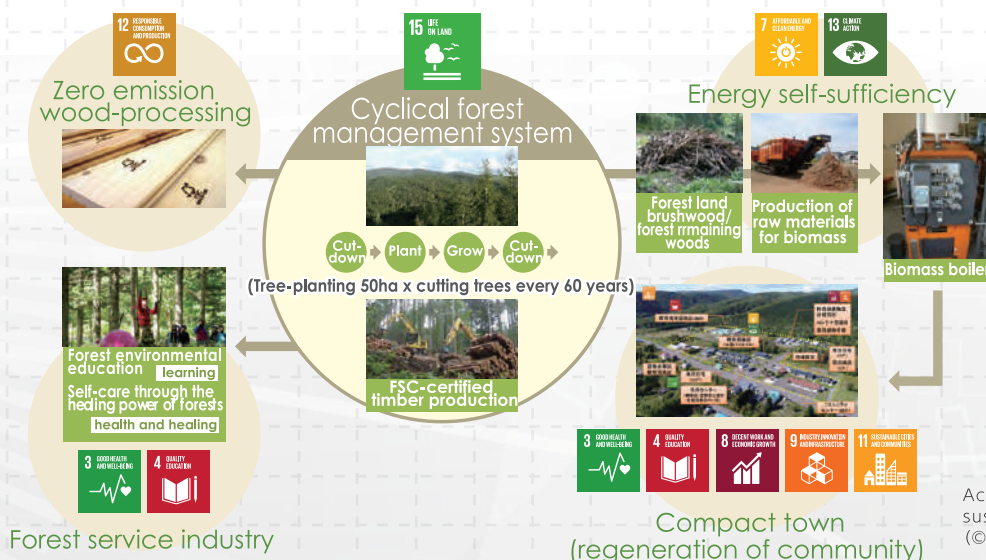 12 RESPONSIBLE
CONSUMPTION
AND PRODUCTION
Zero emission
wood-processing
15 LIFE
ON LAND
Cyclical forest
management system
Cut-
down
Plant
Grow
Cut-
down
(Tree-planting 50ha x cutting trees every 60 years)
FSC-certified
timber production
7 AFFORDABLE AND
CLEAN ENERGY
13 CLIMATE
ACTION
Energy self-sufficiency
Forest land
brushwood/
forest rrmaining
woods
Production of
raw materials
for biomass
Biomass boiler
Forest environmental
education
learning
Self-care through the
healing power of forests
health and healing
3 GOOD HEALTH
AND WELL-BEING
4 QUALITY
EDUCATION
Forest service industry
3 GOOD HEALTH
AND WELL-BEING
4 QUALITY
EDUCATION
8 DECENT WORK AND
ECONOMIC GROWTH
9 INDUSTRY, INNOVATION
AND INFRASTRUCTURE
11 SUSTAINABLE CITIES
AND COMMUNITIES
Compact town
(regeneration of community)
Ac
sus
(©